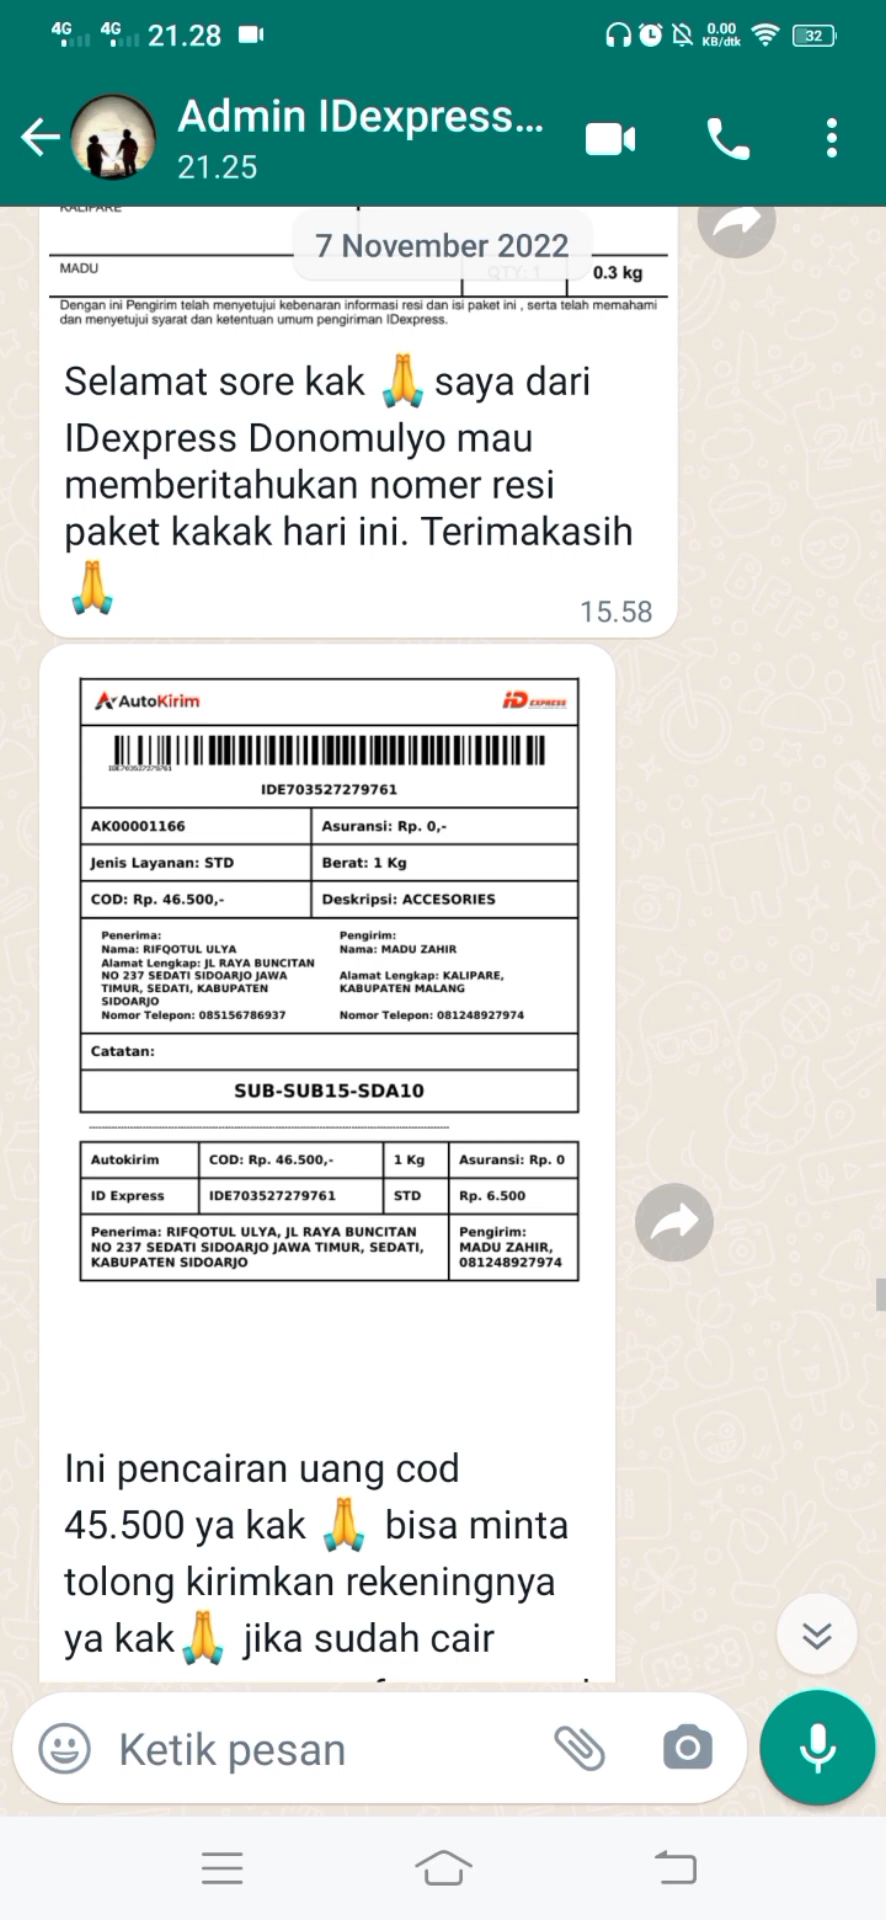 4G 4G 21.28 0.00 KB/dtk 32
Admin IDexpress...
21.25
KALIPARE
7 November 2022
MADU QTY: 1 0.3 kg
Dengan ini Pengirim telah menyetujui kebenaran informasi resi dan isi paket ini , serta telah memahami
dan menyetujui syarat dan ketentuan umum pengiriman IDexpress.
Selamat sore kak 🙏 saya dari
IDexpress Donomulyo mau
memberitahukan nomer resi
paket kakak hari ini. Terimakasih
🙏
15.58
AutoKirim iD EXPRESS
IDE703527279761
IDE703527279761
AK00001166 Asuransi: Rp. 0,-
Jenis Layanan: STD Berat: 1 Kg
COD: Rp. 46.500,- Deskripsi: ACCESORIES
Penerima:
Nama: RIFQOTUL ULYA
Alamat Lengkap: JL RAYA BUNCITAN
NO 237 SEDATI SIDOARJO JAWA
TIMUR, SEDATI, KABUPATEN
SIDOARJO
Nomor Telepon: 085156786937
Pengirim:
Nama: MADU ZAHIR
Alamat Lengkap: KALIPARE,
KABUPATEN MALANG
Nomor Telepon: 081248927974
Catatan:
SUB-SUB15-SDA10
Autokirim COD: Rp. 46.500,- 1 Kg Asuransi: Rp. 0
ID Express IDE703527279761 STD Rp. 6.500
Penerima: RIFQOTUL ULYA, JL RAYA BUNCITAN
NO 237 SEDATI SIDOARJO JAWA TIMUR, SEDATI,
KABUPATEN SIDOARJO
Pengirim:
MADU ZAHIR,
081248927974
Ini pencairan uang cod
45.500 ya kak 🙏 bisa minta
tolong kirimkan rekeningnya
ya kak 🙏 jika sudah cair
Ketik pesan